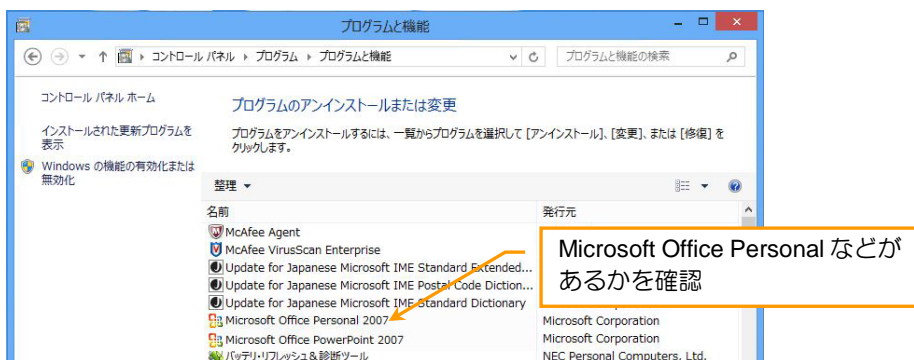 プログラムと機能
コントロール パネル ▸ プログラム ▸ プログラムと機能
プログラムと機能の検索
コントロール パネル ホーム
インストールされた更新プログラムを
表示
Windows の機能の有効化または
無効化
プログラムのアンインストールまたは変更
プログラムをアンインストールするには、一覧からプログラムを選択して [アンインストール]、[変更]、または [修復] を
クリックします。
整理
名前 発行元
McAfee Agent
McAfee VirusScan Enterprise
Update for Japanese Microsoft IME Standard Extended...
Update for Japanese Microsoft IME Postal Code Diction...
Update for Japanese Microsoft IME Standard Dictionary
Microsoft Office Personal 2007 Microsoft Corporation
Microsoft Office PowerPoint 2007 Microsoft Corporation
バッテリ・リフレッシュ＆診断ツール NEC Personal Computers, Ltd.
Microsoft Office Personal などが
あるかを確認